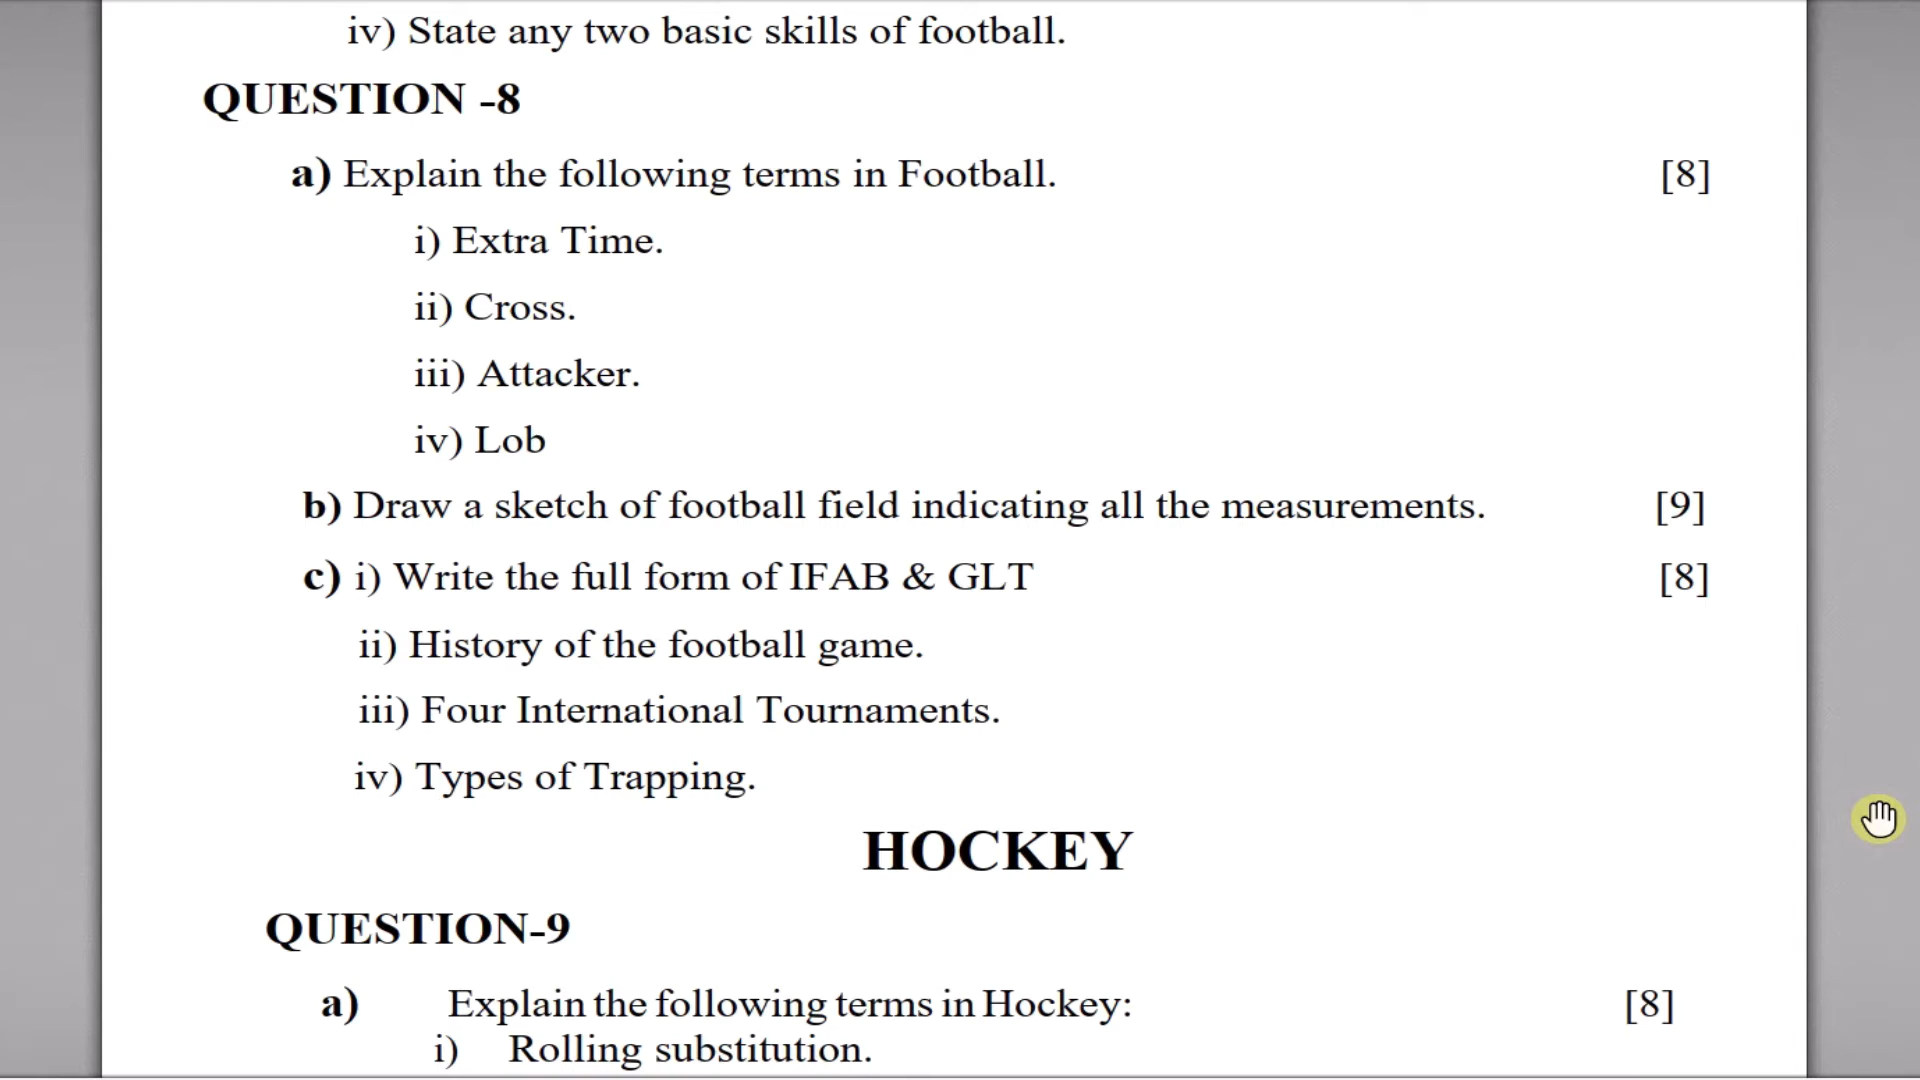 iv) State any two basic skills of football.
QUESTION -8
a) Explain the following terms in Football. [8]
i) Extra Time.
ii) Cross.
iii) Attacker.
iv) Lob
b) Draw a sketch of football field indicating all the measurements. [9]
c) i) Write the full form of IFAB & GLT [8]
ii) History of the football game.
iii) Four International Tournaments.
iv) Types of Trapping.
HOCKEY
QUESTION-9
a) Explain the following terms in Hockey: [8]
i) Rolling substitution.